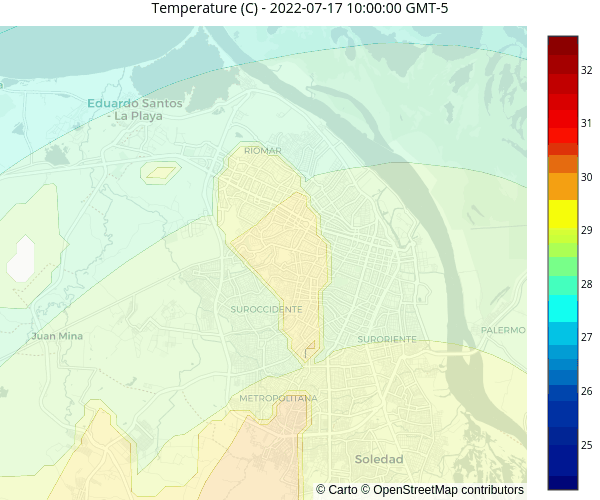 Temperature (C) - 2022-07-17 10:00:00 GMT-5
32
31
30
29
28
27
26
25
Eduardo Santos
- La Playa
RIOMAR
SUROCCIDENTE
Juan Mina
SURORIENTE
PALERMO
METROPOLITANA
Soledad
© Carto © OpenStreetMap contributors